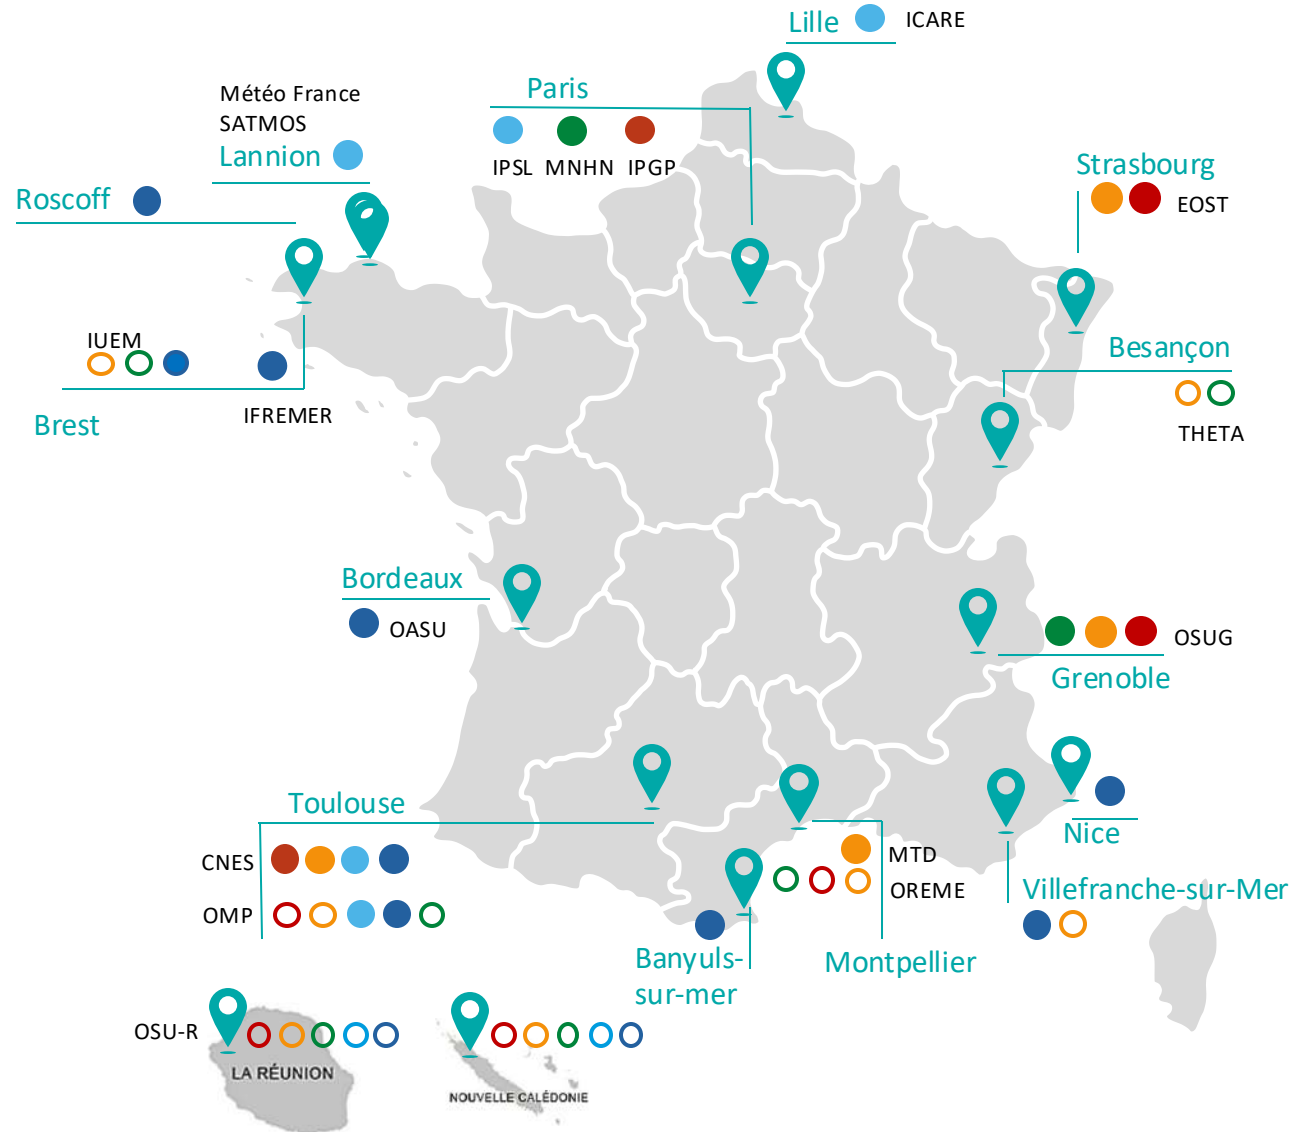 Lille
ICARE
Paris
IPSL MNHN IPGP
Météo France
SATMOS
Lannion
Roscoff
Strasbourg
EOST
IUEM
IFREMER
Brest
Besançon
THETA
Bordeaux
OASU
OSUG
Grenoble
Toulouse
CNES
OMP
Nice
MTD
OREME
Villefranche-sur-Mer
Banyuls-
sur-mer
Montpellier
OSU-R
LA RÉUNION
NOUVELLE CALÉDONIE